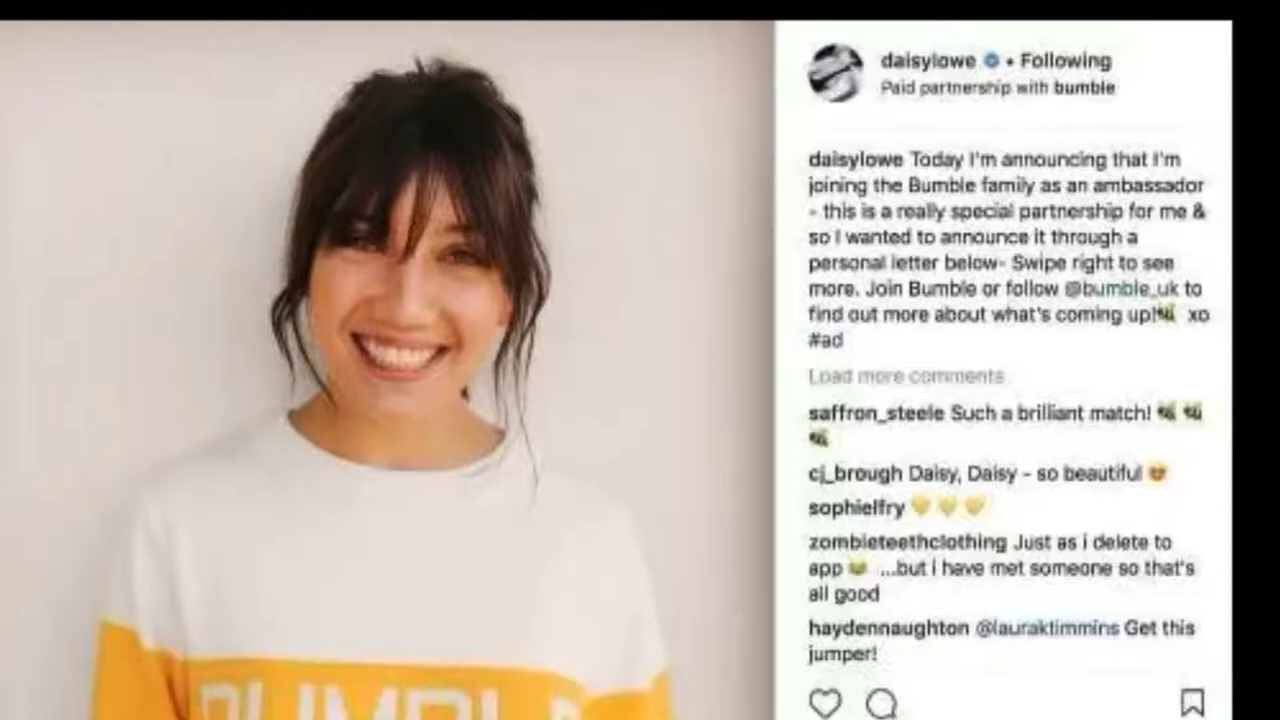 daisylowe • Following
Paid partnership with bumble
daisylowe Today I'm announcing that I'm
joining the Bumble family as an ambassador
- this is a really special partnership for me &
so I wanted to announce it through a
personal letter below- Swipe right to see
more. Join Bumble or follow @bumble_uk to
find out more about what's coming up!🐝 xo
#ad
Load more comments
saffron_steele Such a brilliant match! 🐝 🐝
🐝
cj_brough Daisy, Daisy - so beautiful 😍
sophielfry 💛 💛 💛
zombieteethclothing Just as i delete to
app 😂 ...but i have met someone so that's
all good
haydennaughton @lauraktimmins Get this
jumper!
BUMBLE